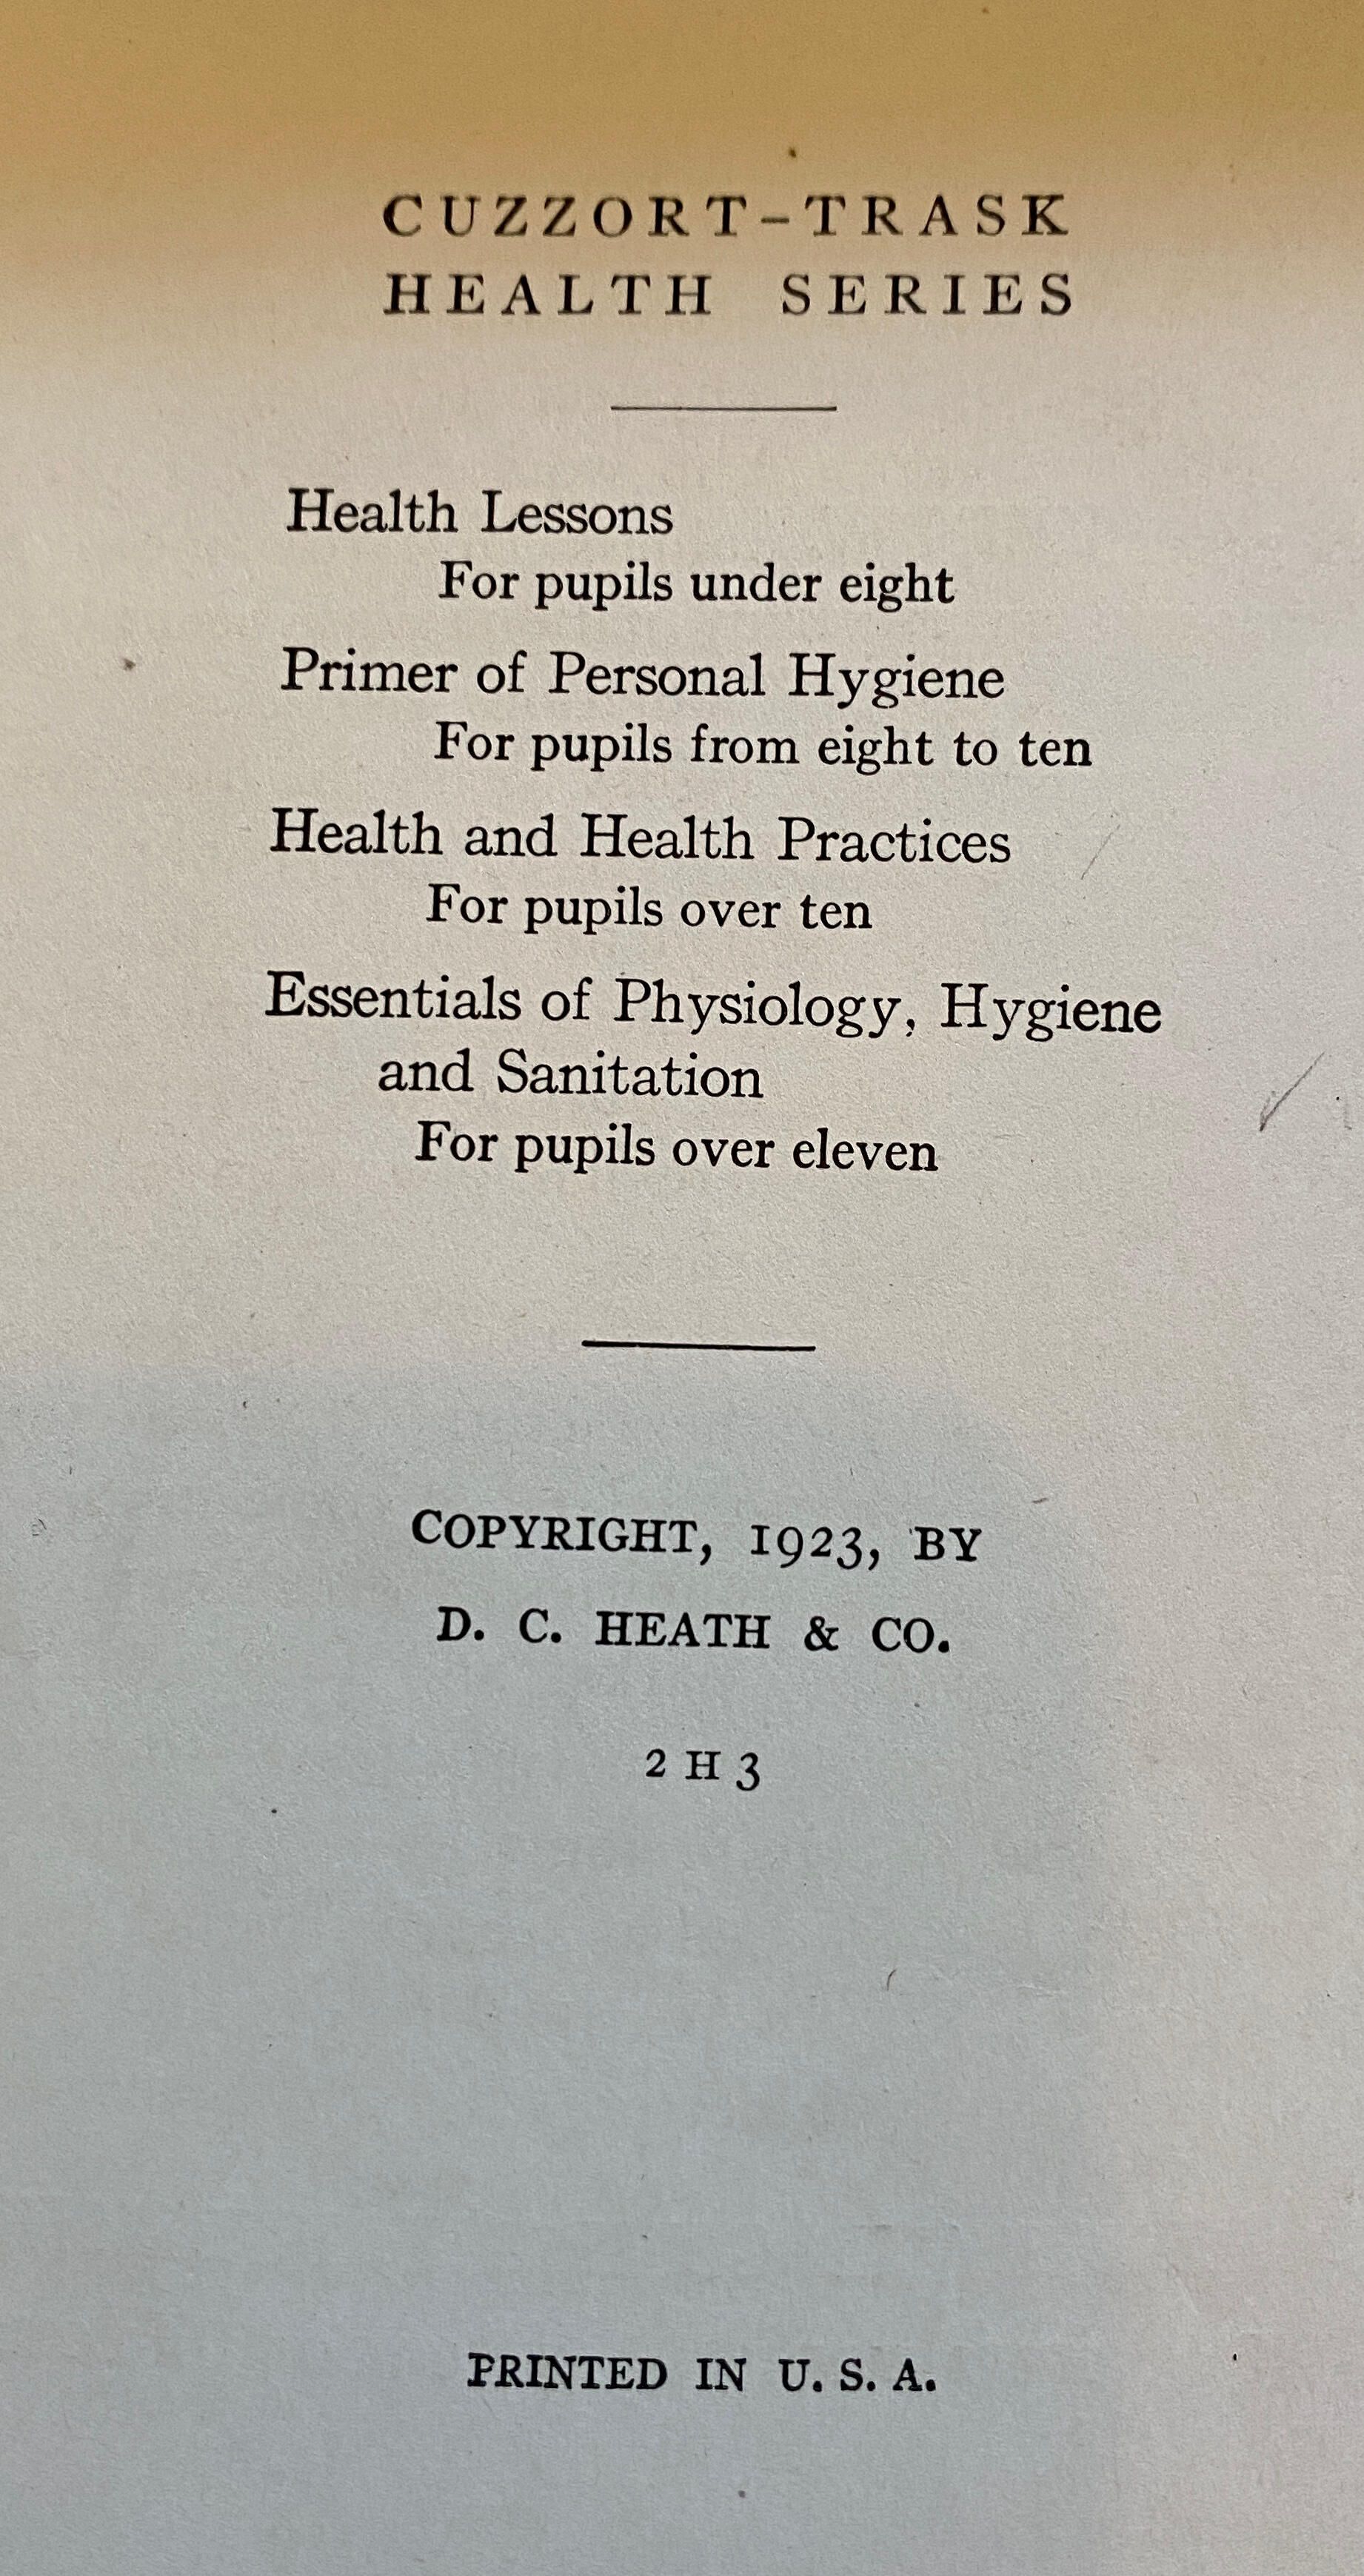 CUZZORT-TRASK
HEALTH SERIES
Health Lessons
For pupils under eight
Primer of Personal Hygiene
For pupils from eight to ten
Health and Health Practices
For pupils over ten
Essentials of Physiology, Hygiene
and Sanitation
For pupils over eleven
COPYRIGHT, 1923, BY
D. C. HEATH & CO.
2 H 3
PRINTED IN U. S. A.